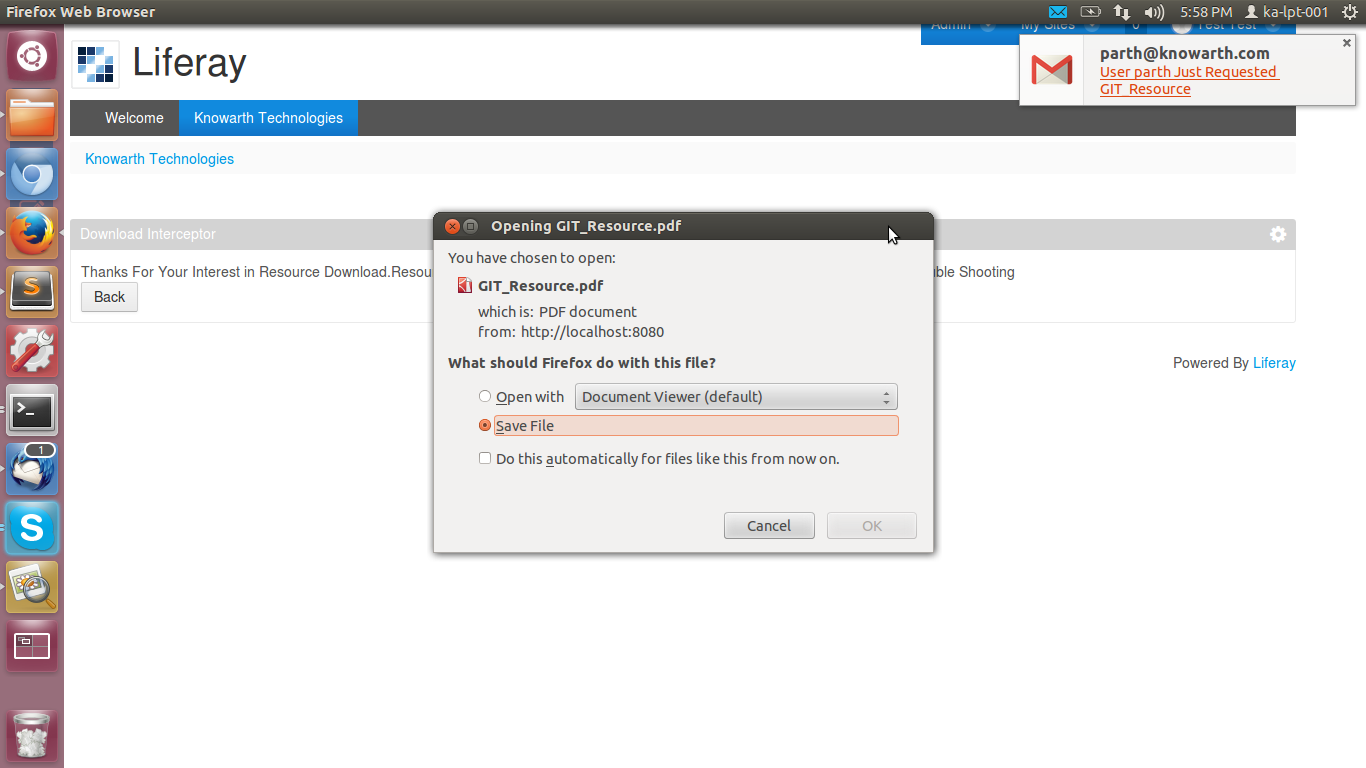 Firefox Web Browser
5:58 PM ka-lpt-001
Admin My Sites 0 Test Test
Liferay
parth@knowarth.com
User parth Just Requested
GIT_Resource
Welcome Knowarth Technologies
Knowarth Technologies
Download Interceptor
Thanks For Your Interest in Resource Download.Resou
ble Shooting
Back
Opening GIT_Resource.pdf
You have chosen to open:
GIT_Resource.pdf
which is: PDF document
from: http://localhost:8080
What should Firefox do with this file?
Open with Document Viewer (default)
Save File
Do this automatically for files like this from now on.
Cancel OK
Powered By Liferay
1
S
S